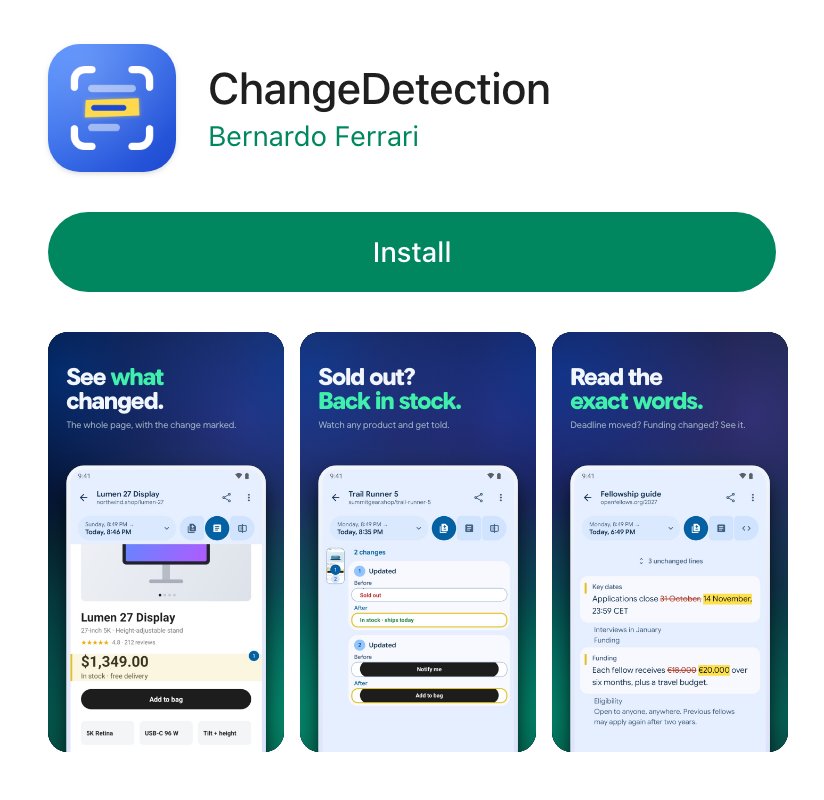 ChangeDetection
Bernardo Ferrari
Install
See what
changed.
The whole page, with the change marked.
9:41
Lumen 27 Display
northwind.shop/lumen-27
Sunday, 8:49 PM →
Today, 8:46 PM
Lumen 27 Display
27-inch 5K · Height-adjustable stand
★★★★★ 4.8 · 212 reviews
$1,349.00
1
In stock · free delivery
Add to bag
5K Retina
USB-C 96 W
Tilt + height
Sold out?
Back in stock.
Watch any product and get told.
9:41
Trail Runner 5
summitgear.shop/trail-runner-5
Monday, 8:49 PM →
Today, 8:35 PM
2 changes
1
2
1 Updated
Before
Sold out
After
In stock · ships today
2 Updated
Before
Notify me
After
Add to bag
Read the
exact words.
Deadline moved? Funding changed? See it.
9:41
Fellowship guide
openfellows.org/2027
Monday, 8:49 PM →
Today, 6:49 PM
3 unchanged lines
Key dates
Applications close 31 October 14 November,
23:59 CET
Interviews in January
Funding
Funding
Each fellow receives €18,000 €20,000 over
six months, plus a travel budget.
Eligibility
Open to anyone, anywhere. Previous fellows
may apply again after two years.